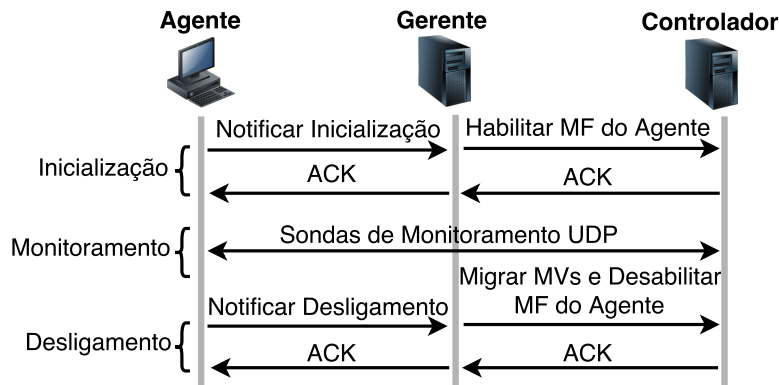 Agente
Gerente
Controlador
Notificar Inicialização
Habilitar MF do Agente
Inicialização
ACK
ACK
Monitoramento
Sondas de Monitoramento UDP
Migrar MVs e Desabilitar
MF do Agente
Notificar Desligamento
Desligamento
ACK
ACK